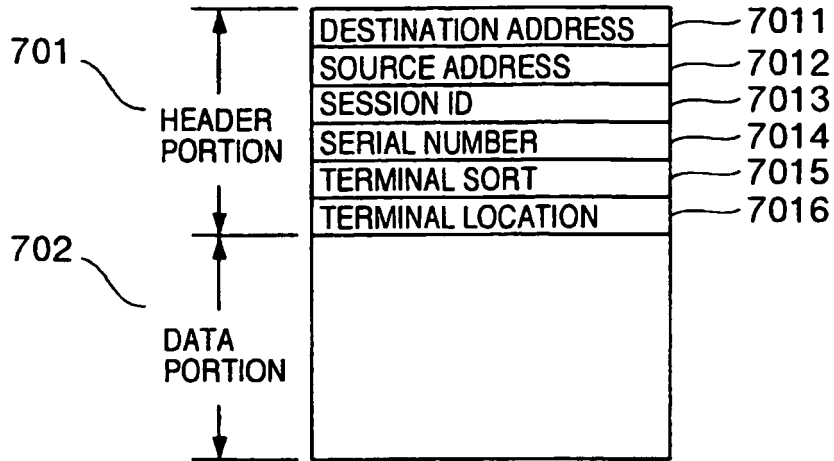 701
HEADER
PORTION
DESTINATION ADDRESS 7011
SOURCE ADDRESS 7012
SESSION ID 7013
SERIAL NUMBER 7014
TERMINAL SORT 7015
TERMINAL LOCATION 7016
702
DATA
PORTION